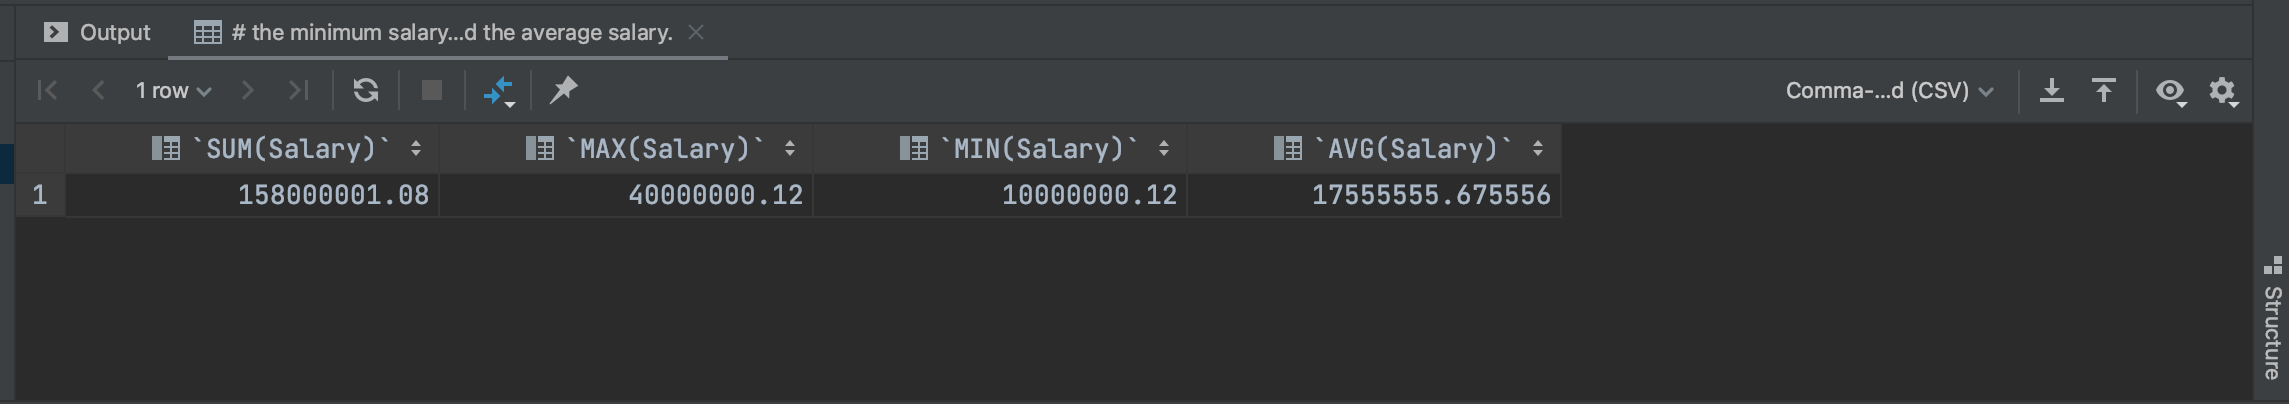 Output # the minimum salary...d the average salary.
1 row Comma-...d (CSV)
`SUM(Salary)` `MAX(Salary)` `MIN(Salary)` `AVG(Salary)`
1 158000001.08 40000000.12 10000000.12 17555555.675556
Structure